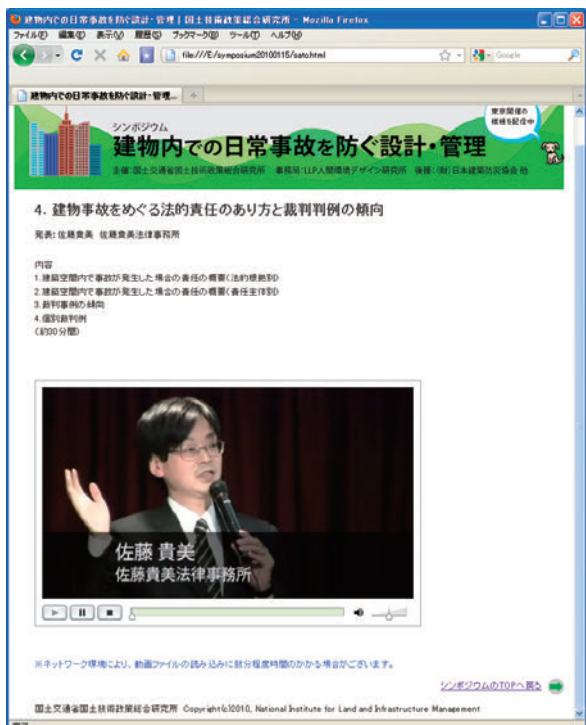 建物内での日常事故を防ぐ設計・管理 | 国土技術政策総合研究所 - Mozilla Firefox
ファイル(F) 編集(E) 表示(V) 履歴(S) ブックマーク(B) ツール(T) ヘルプ(H)
file:///E:/symposium20100115/sato.html
Google
建物内での日常事故を防ぐ設計・管理...
東京開催の
模様を配信中
シンポジウム
建物内での日常事故を防ぐ設計・管理
主催:国土交通省国土技術政策総合研究所 事務局:LLP人間環境デザイン研究所 後援:(財)日本建築防災協会 他
4. 建物事故をめぐる法的責任のあり方と裁判判例の傾向
発表:佐藤貴美 佐藤貴美法律事務所
内容
1.建築空間内で事故が発生した場合の責任の概要(法的根拠別)
2.建築空間内で事故が発生した場合の責任の概要(責任主体別)
3.裁判事例の傾向
4.個別裁判例
(約30分間)
佐藤 貴美
佐藤貴美法律事務所
※ネットワーク環境により、動画ファイルの読み込みに数分程度時間のかかる場合がございます。
シンポジウムのTOPへ戻る
国土交通省国土技術政策総合研究所 Copyright(c)2010, National Institute for Land and Infrastructure Management
完了